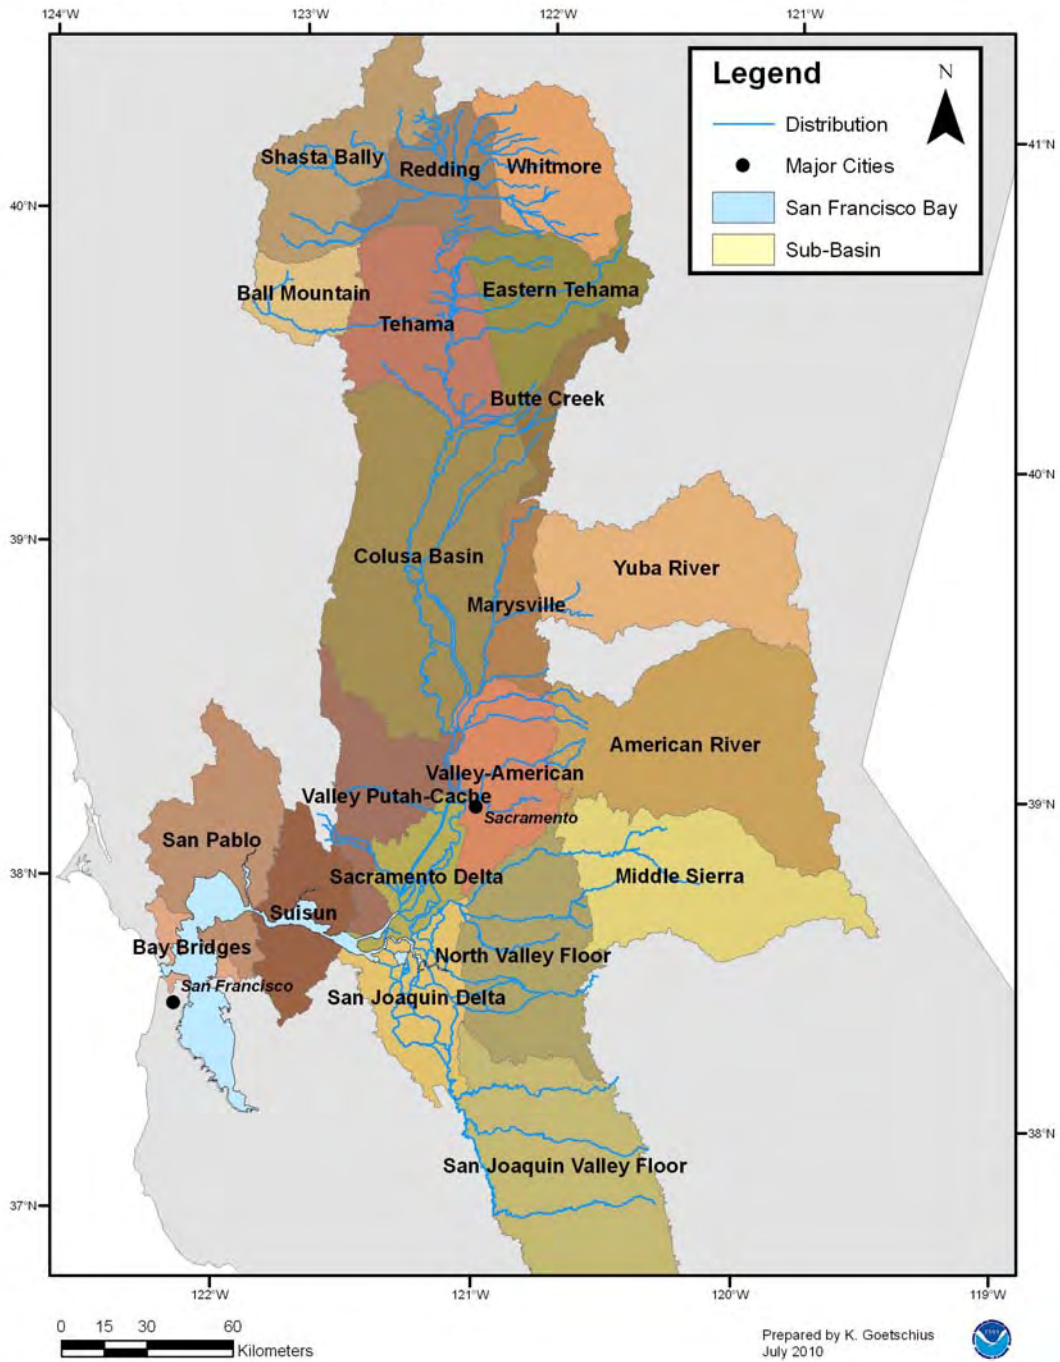 124°W 123°W 122°W 121°W
Legend
N
Distribution
Major Cities
San Francisco Bay
Sub-Basin
41°N
40°N
40°N
39°N
39°N
38°N
38°N
37°N
Shasta Bally
Redding
Whitmore
Ball Mountain
Eastern Tehama
Tehama
Butte Creek
Colusa Basin
Yuba River
Marysville
American River
Valley-American
Valley Putah-Cache
Sacramento
San Pablo
Sacramento Delta
Middle Sierra
Suisun
Bay Bridges
North Valley Floor
San Francisco
San Joaquin Delta
San Joaquin Valley Floor
122°W 121°W 120°W 119°W
0 15 30 60
Kilometers
Prepared by K. Goetschius
July 2010